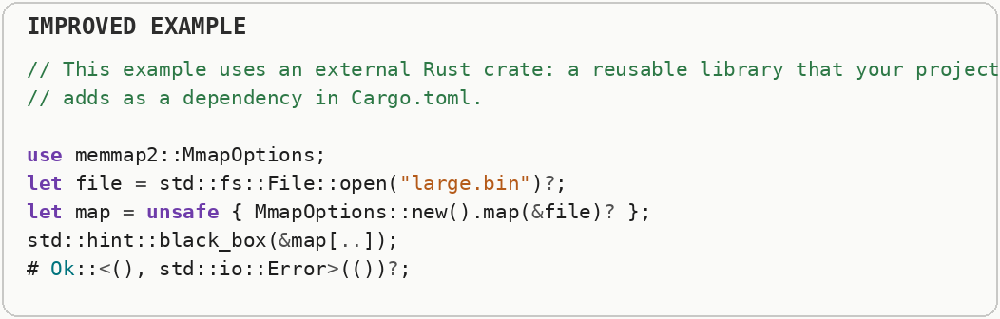 IMPROVED EXAMPLE
// This example uses an external Rust crate: a reusable library that your project
// adds as a dependency in Cargo.toml.
use memmap2::MmapOptions;
let file = std::fs::File::open("large.bin")?;
let map = unsafe { MmapOptions::new().map(&file)? };
std::hint::black_box(&map[..]);
# Ok::<(), std::io::Error>(())?;